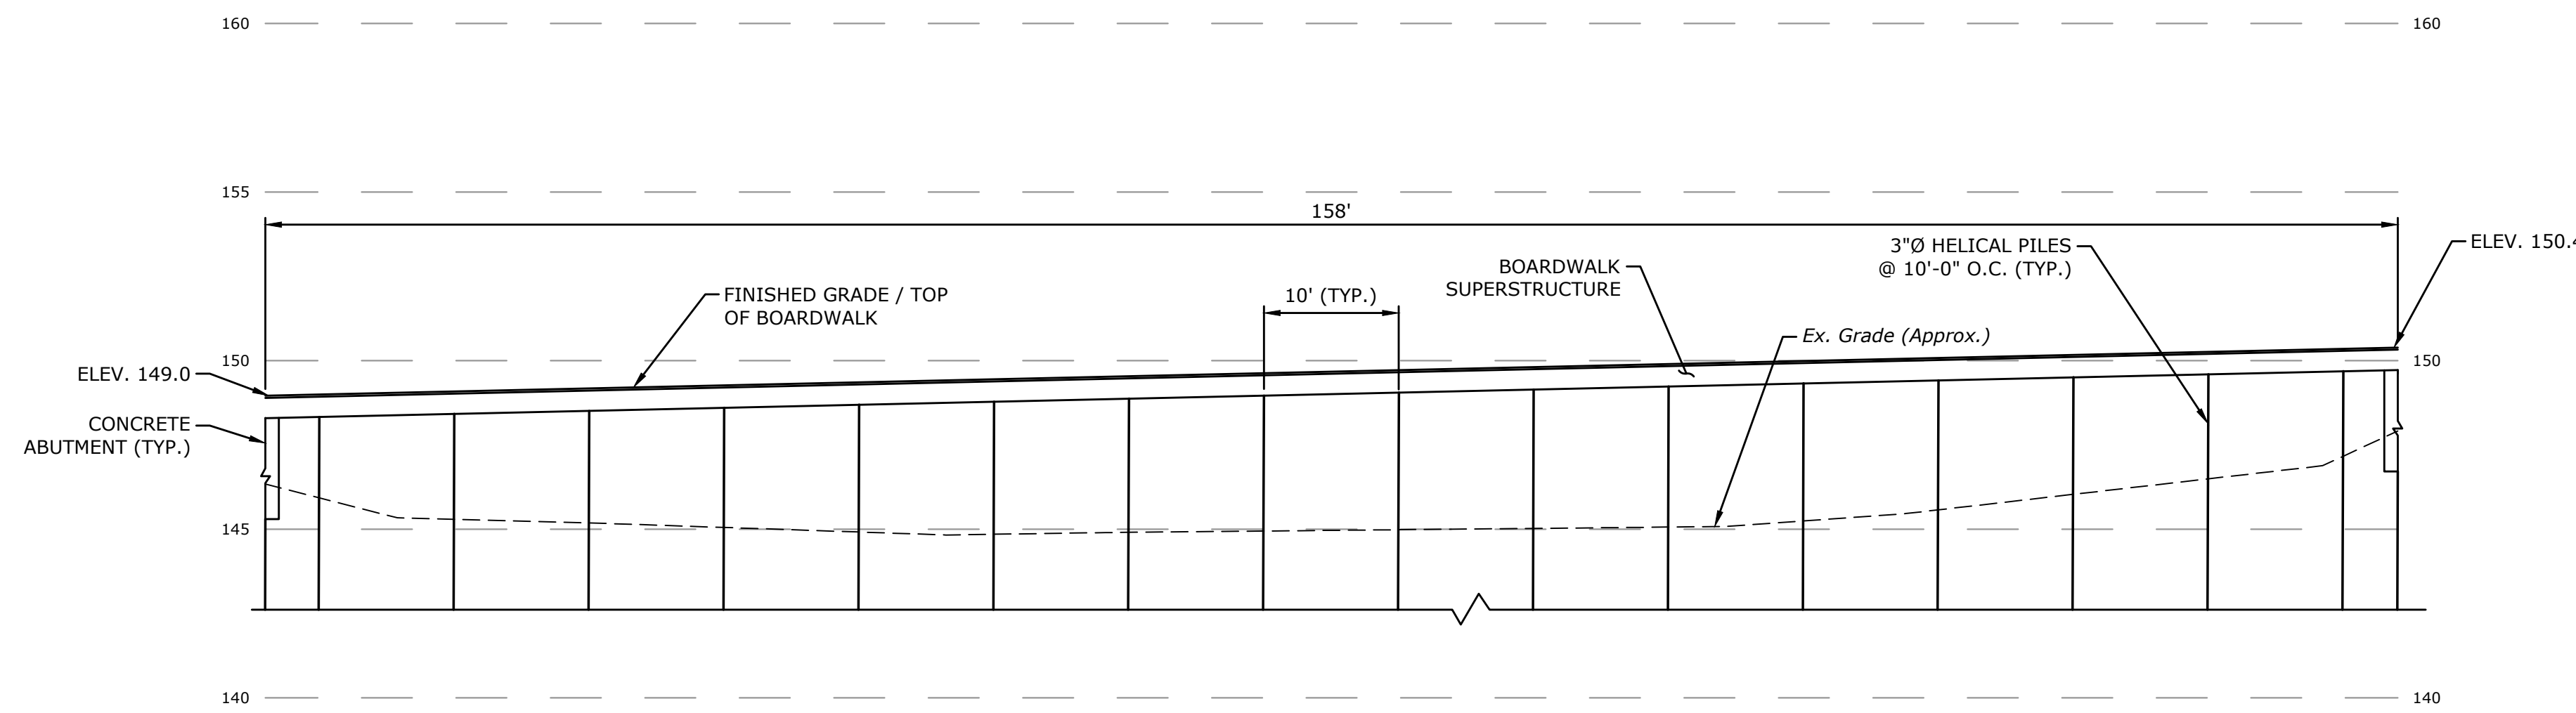 160
160
155
158'
3"Ø HELICAL PILES
@ 10'-0" O.C. (TYP.)
ELEV. 150.4
BOARDWALK
SUPERSTRUCTURE
FINISHED GRADE / TOP
OF BOARDWALK
10' (TYP.)
Ex. Grade (Approx.)
150
150
ELEV. 149.0
CONCRETE
ABUTMENT (TYP.)
145
140
140